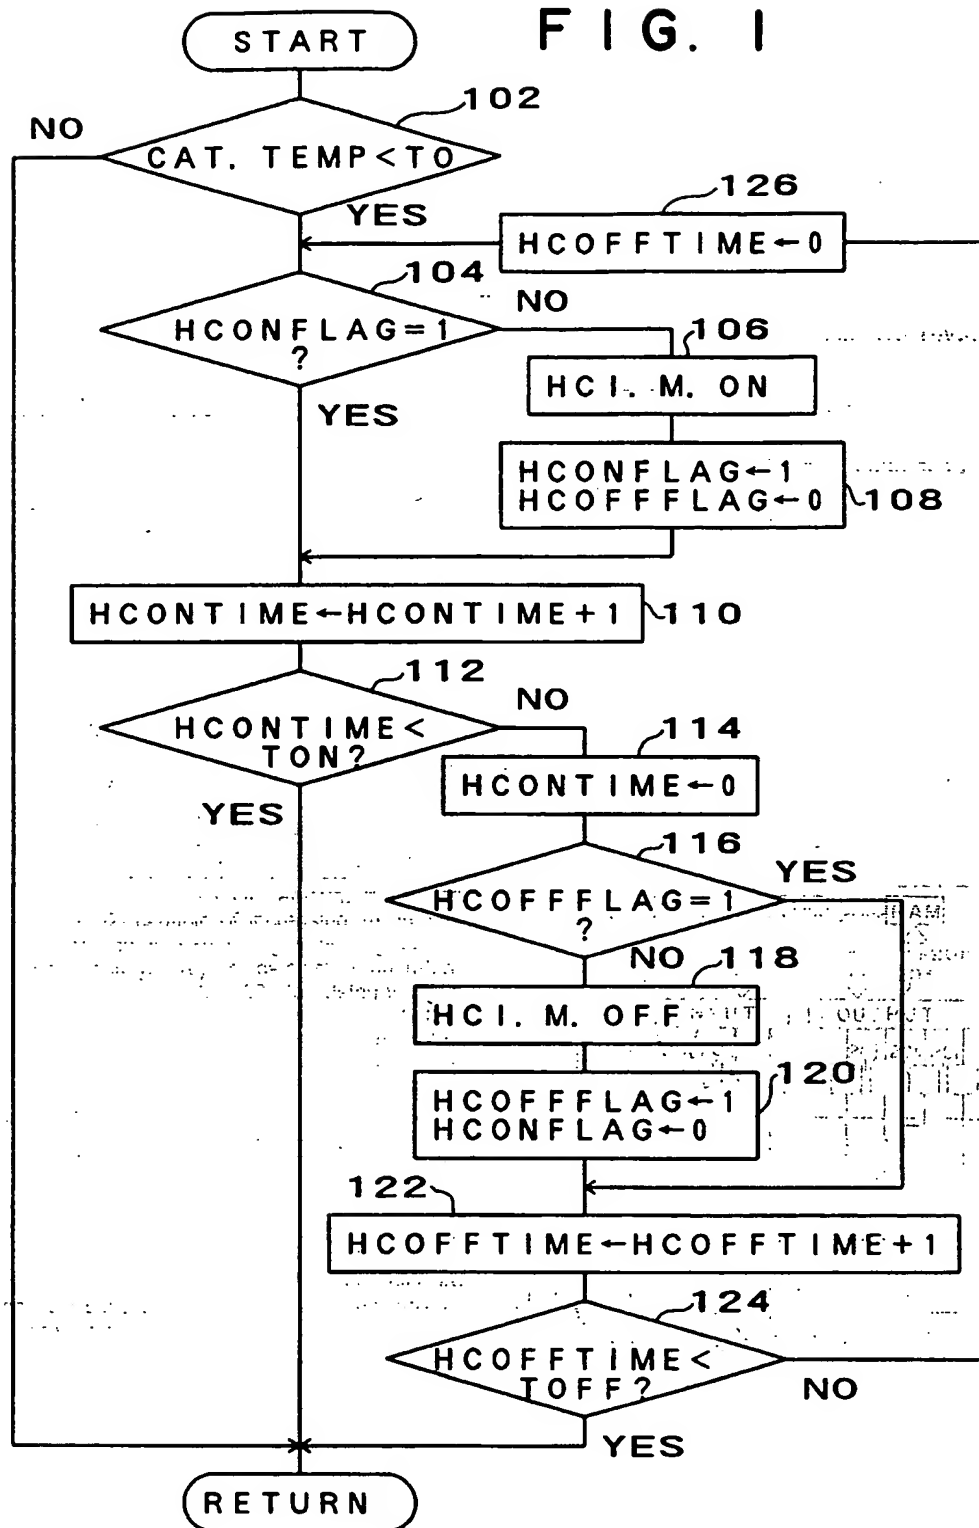 FIG. 1
START
102
NO
CAT. TEMP<TO
YES
126
HCOFFTIME←0
104
NO
HCONFLAG=1
?
106
HCI. M. ON
YES
HCONFLAG←1
HCOFFFLAG←0
108
HCONTIME←HCONTIME+1
110
112
NO
HCONTIME<
TON?
114
HCONTIME←0
YES
116
YES
HCOFFFLAG=1
?
NO
118
HCI. M. OFF
120
HCOFFFLAG←1
HCONFLAG←0
122
HCOFFTIME←HCOFFTIME+1
124
HCOFFTIME<
TOFF?
NO
YES
RETURN
OUTPUT